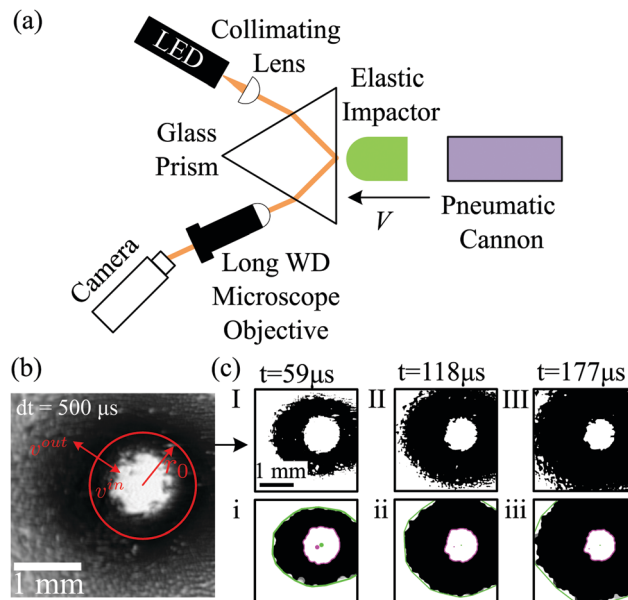 (a)
LED
Collimating
Lens
Elastic
Impactor
Glass
Prism
V
Pneumatic
Cannon
Camera
Long WD
Microscope
Objective
(b)
dt = 500 μs
v^out
v^in
r0
1 mm
(c)
t=59μs
t=118μs
t=177μs
I
II
III
1 mm
i
ii
iii